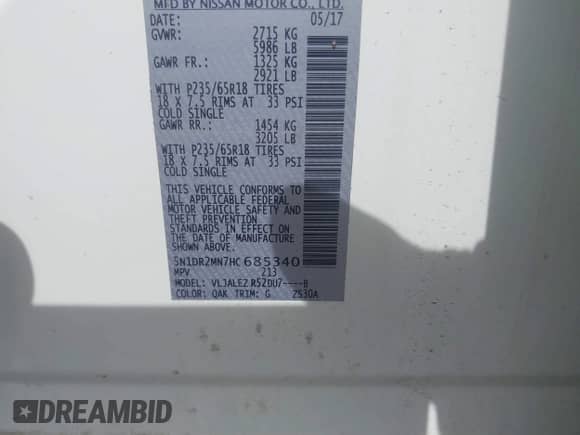 MFD BY NISSAN MOTOR CO., LTD.
DATE: 05/17
GVWR: 2715 KG
5986 LB
GAWR FR.: 1325 KG
2921 LB
WITH P235/65R18 TIRES
18 X 7.5 RIMS AT 33 PSI
COLD SINGLE
GAWR RR.: 1454 KG
3205 LB
WITH P235/65R18 TIRES
18 X 7.5 RIMS AT 33 PSI
COLD SINGLE
THIS VEHICLE CONFORMS TO
ALL APPLICABLE FEDERAL
MOTOR VEHICLE SAFETY AND
THEFT PREVENTION
STANDARDS IN EFFECT ON
THE DATE OF MANUFACTURE
SHOWN ABOVE.
5N1DR2MN7HC685340
MPV 213
MODEL: VLJALEZ R52DU7----B
COLOR: QAK TRIM: G ZS30A
DREAMBID